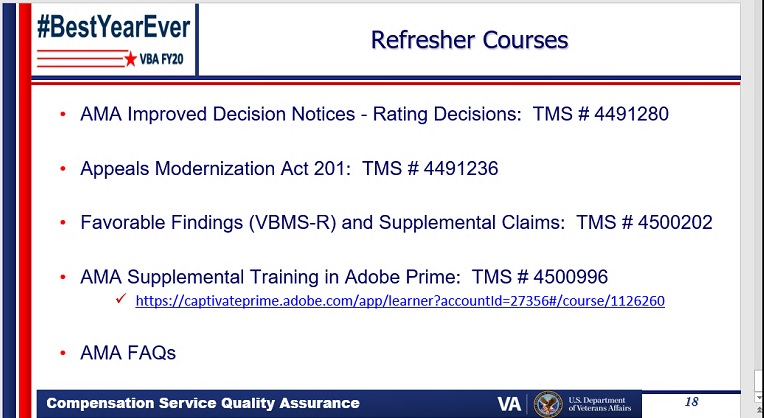 #BestYearEver
VBA FY20
Refresher Courses
• AMA Improved Decision Notices - Rating Decisions: TMS # 4491280
• Appeals Modernization Act 201: TMS # 4491236
• Favorable Findings (VBMS-R) and Supplemental Claims: TMS # 4500202
• AMA Supplemental Training in Adobe Prime: TMS # 4500996
✓ https://captivateprime.adobe.com/app/learner?accountId=27356#/course/1126260
• AMA FAQs
Compensation Service Quality Assurance
VA
U.S. Department
of Veterans Affairs
18